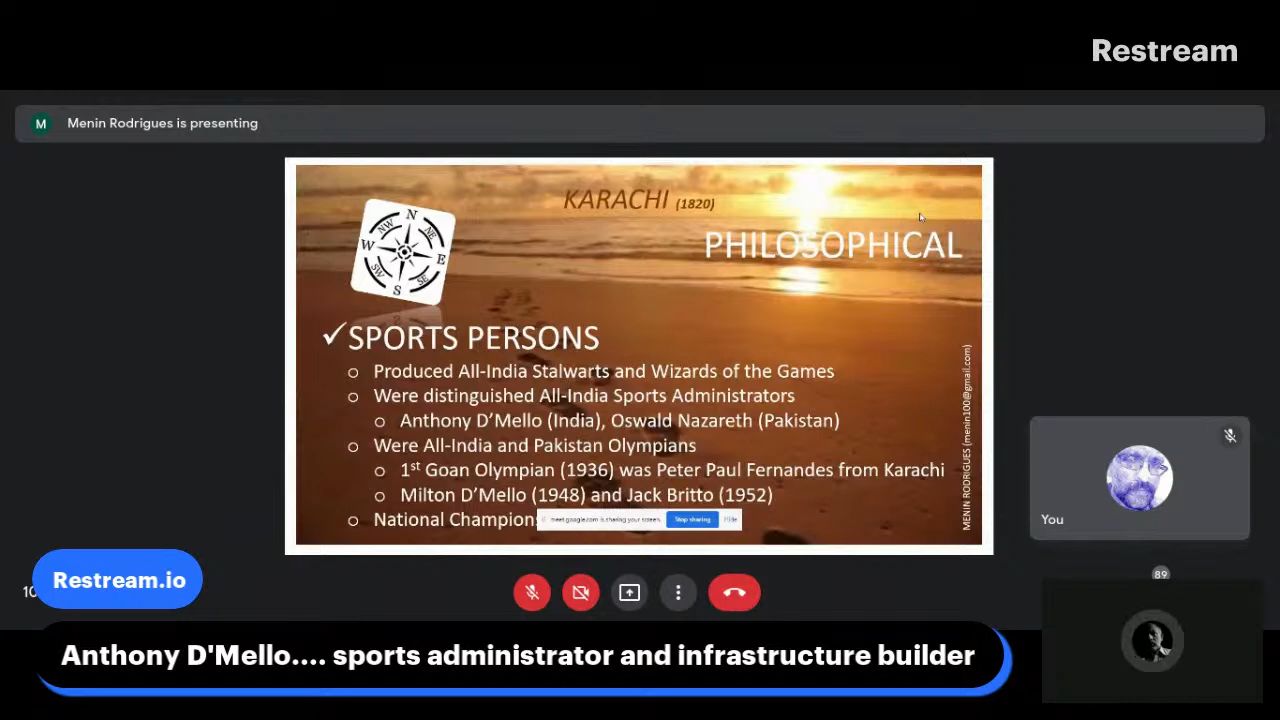 Restream
M
Menin Rodrigues is presenting
KARACHI (1820)
PHILOSOPHICAL
N
NW
NE
W
E
SW
SE
S
✓SPORTS PERSONS
o Produced All-India Stalwarts and Wizards of the Games
o Were distinguished All-India Sports Administrators
o Anthony D’Mello (India), Oswald Nazareth (Pakistan)
o Were All-India and Pakistan Olympians
o 1st Goan Olympian (1936) was Peter Paul Fernandes from Karachi
o Milton D’Mello (1948) and Jack Britto (1952)
o National Champion
meet.google.com is sharing your screen. Stop sharing Hide
MENIN RODRIGUES (menin100@gmail.com)
You
89
10
Restream.io
Anthony D'Mello.... sports administrator and infrastructure builder